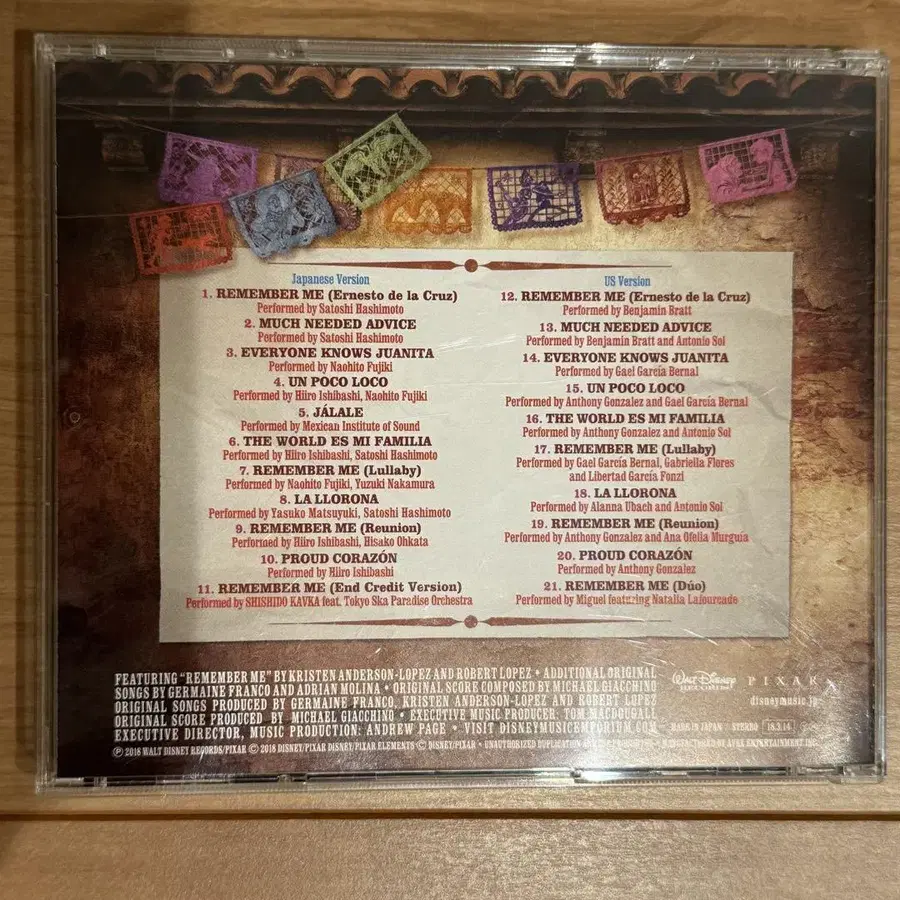 Japanese Version
1. REMEMBER ME (Ernesto de la Cruz)
Performed by Satoshi Hashimoto
2. MUCH NEEDED ADVICE
Performed by Satoshi Hashimoto
3. EVERYONE KNOWS JUANITA
Performed by Naohito Fujiki
4. UN POCO LOCO
Performed by Hiiro Ishibashi, Naohito Fujiki
5. JÁLALE
Performed by Mexican Institute of Sound
6. THE WORLD ES MI FAMILIA
Performed by Hiiro Ishibashi, Satoshi Hashimoto
7. REMEMBER ME (Lullaby)
Performed by Naohito Fujiki, Yuzuki Nakamura
8. LA LLORONA
Performed by Yasuko Matsuyuki, Satoshi Hashimoto
9. REMEMBER ME (Reunion)
Performed by Hiiro Ishibashi, Hisako Ohkata
10. PROUD CORAZÓN
Performed by Hiiro Ishibashi
11. REMEMBER ME (End Credit Version)
Performed by SHISHIDO KAVKA feat. Tokyo Ska Paradise Orchestra
US Version
12. REMEMBER ME (Ernesto de la Cruz)
Performed by Benjamin Bratt
13. MUCH NEEDED ADVICE
Performed by Benjamin Bratt and Antonio Sol
14. EVERYONE KNOWS JUANITA
Performed by Gael García Bernal
15. UN POCO LOCO
Performed by Anthony Gonzalez and Gael García Bernal
16. THE WORLD ES MI FAMILIA
Performed by Anthony Gonzalez and Antonio Sol
17. REMEMBER ME (Lullaby)
Performed by Gael García Bernal, Gabriella Flores
and Libertad García Fonzi
18. LA LLORONA
Performed by Alanna Ubach and Antonio Sol
19. REMEMBER ME (Reunion)
Performed by Anthony Gonzalez and Ana Ofelia Murguía
20. PROUD CORAZÓN
Performed by Anthony Gonzalez
21. REMEMBER ME (Dúo)
Performed by Miguel featuring Natalia Lafourcade
FEATURING "REMEMBER ME" BY KRISTEN ANDERSON-LOPEZ AND ROBERT LOPEZ • ADDITIONAL ORIGINAL
SONGS BY GERMAINE FRANCO AND ADRIAN MOLINA • ORIGINAL SCORE COMPOSED BY MICHAEL GIACCHINO
ORIGINAL SONGS PRODUCED BY GERMAINE FRANCO, KRISTEN ANDERSON-LOPEZ AND ROBERT LOPEZ
ORIGINAL SCORE PRODUCED BY MICHAEL GIACCHINO • EXECUTIVE MUSIC PRODUCER: TOM MACDOUGALL
EXECUTIVE DIRECTOR, MUSIC PRODUCTION: ANDREW PAGE • VISIT DISNEYMUSICEMPORIUM.COM
℗ 2018 WALT DISNEY RECORDS/PIXAR © 2018 DISNEY/PIXAR DISNEY/PIXAR ELEMENTS © DISNEY/PIXAR • UNAUTHORIZED DUPLICATION MANUFACTURED BY AVEX ENTERTAINMENT INC.
WALT DISNEY RECORDS
PIXAR
disneymusic.jp
MADE IN JAPAN STEREO 18.3.14